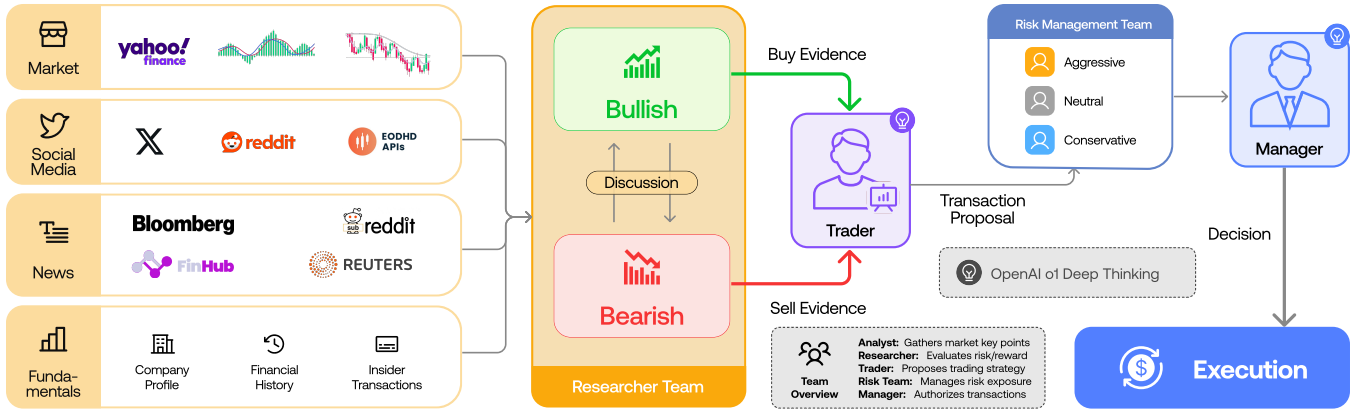 Market
yahoo!
finance
Social
Media
X
reddit
EODHD
APIs
News
Bloomberg
sub
reddit
FinHub
REUTERS
Funda-
mentals
Company
Profile
Financial
History
Insider
Transactions
Bullish
Discussion
Bearish
Researcher Team
Buy Evidence
Trader
Sell Evidence
Transaction
Proposal
Risk Management Team
Aggressive
Neutral
Conservative
Manager
Decision
OpenAI o1 Deep Thinking
Team
Overview
Analyst: Gathers market key points
Researcher: Evaluates risk/reward
Trader: Proposes trading strategy
Risk Team: Manages risk exposure
Manager: Authorizes transactions
$
Execution